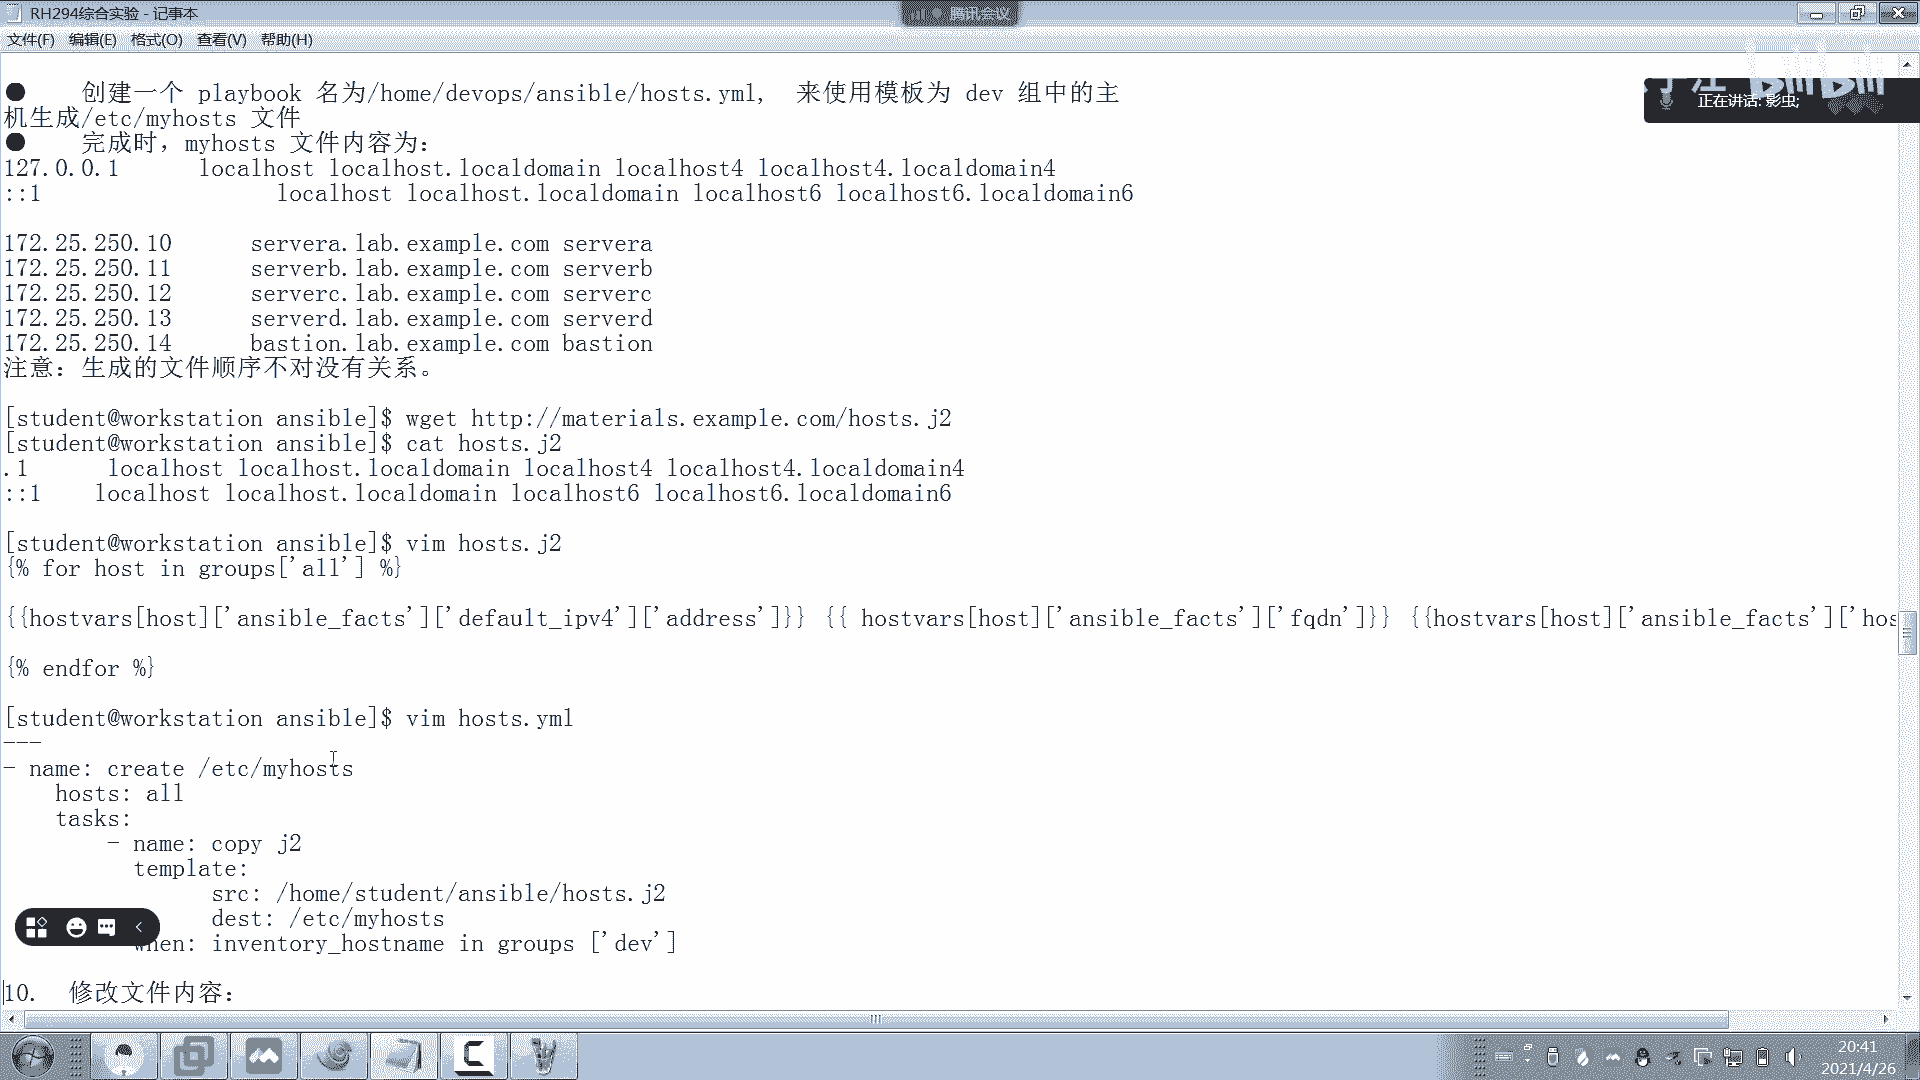 RH294综合实验 - 记事本
腾讯会议
文件(F) 编辑(E) 格式(O) 查看(V) 帮助(H)
正在讲话: 影虫;
● 创建一个 playbook 名为/home/devops/ansible/hosts.yml, 来使用模板为 dev 组中的主
机生成/etc/myhosts 文件
● 完成时，myhosts 文件内容为：
127.0.0.1 localhost localhost.localdomain localhost4 localhost4.localdomain4
::1 localhost localhost.localdomain localhost6 localhost6.localdomain6
172.25.250.10 servera.lab.example.com servera
172.25.250.11 serverb.lab.example.com serverb
172.25.250.12 serverc.lab.example.com serverc
172.25.250.13 serverd.lab.example.com serverd
172.25.250.14 bastion.lab.example.com bastion
注意：生成的文件顺序不对没有关系。
[student@workstation ansible]$ wget http://materials.example.com/hosts.j2
[student@workstation ansible]$ cat hosts.j2
.1 localhost localhost.localdomain localhost4 localhost4.localdomain4
::1 localhost localhost.localdomain localhost6 localhost6.localdomain6
[student@workstation ansible]$ vim hosts.j2
{% for host in groups['all'] %}
{{hostvars[host]['ansible_facts']['default_ipv4']['address']}} {{ hostvars[host]['ansible_facts']['fqdn']}} {{hostvars[host]['ansible_facts']['hos
{% endfor %}
[student@workstation ansible]$ vim hosts.yml
---
- name: create /etc/myhosts
hosts: all
tasks:
- name: copy j2
template:
src: /home/student/ansible/hosts.j2
dest: /etc/myhosts
when: inventory_hostname in groups ['dev']
10. 修改文件内容：
20:41
2021/4/26